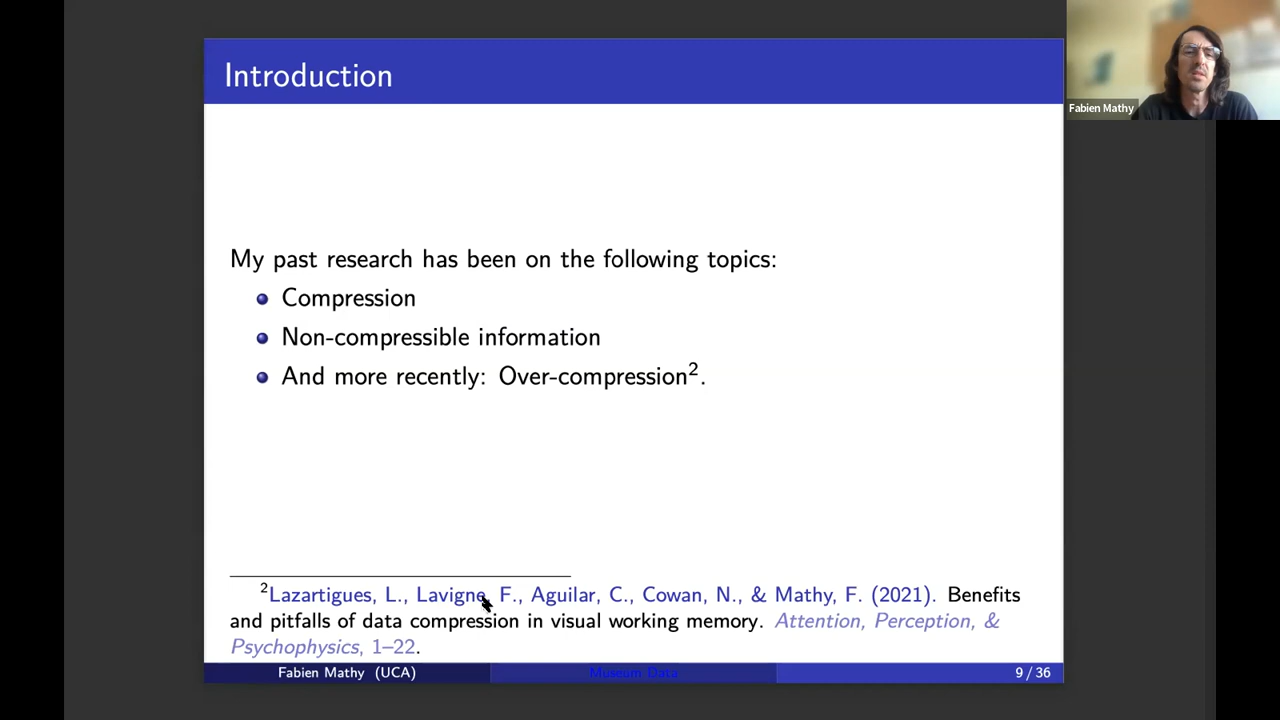 Introduction
Fabien Mathy
My past research has been on the following topics:
Compression
Non-compressible information
And more recently: Over-compression².
²Lazartigues, L., Lavigne, F., Aguilar, C., Cowan, N., & Mathy, F. (2021). Benefits
and pitfalls of data compression in visual working memory. Attention, Perception, &
Psychophysics, 1–22.
Fabien Mathy (UCA)
Museum Data
9 / 36